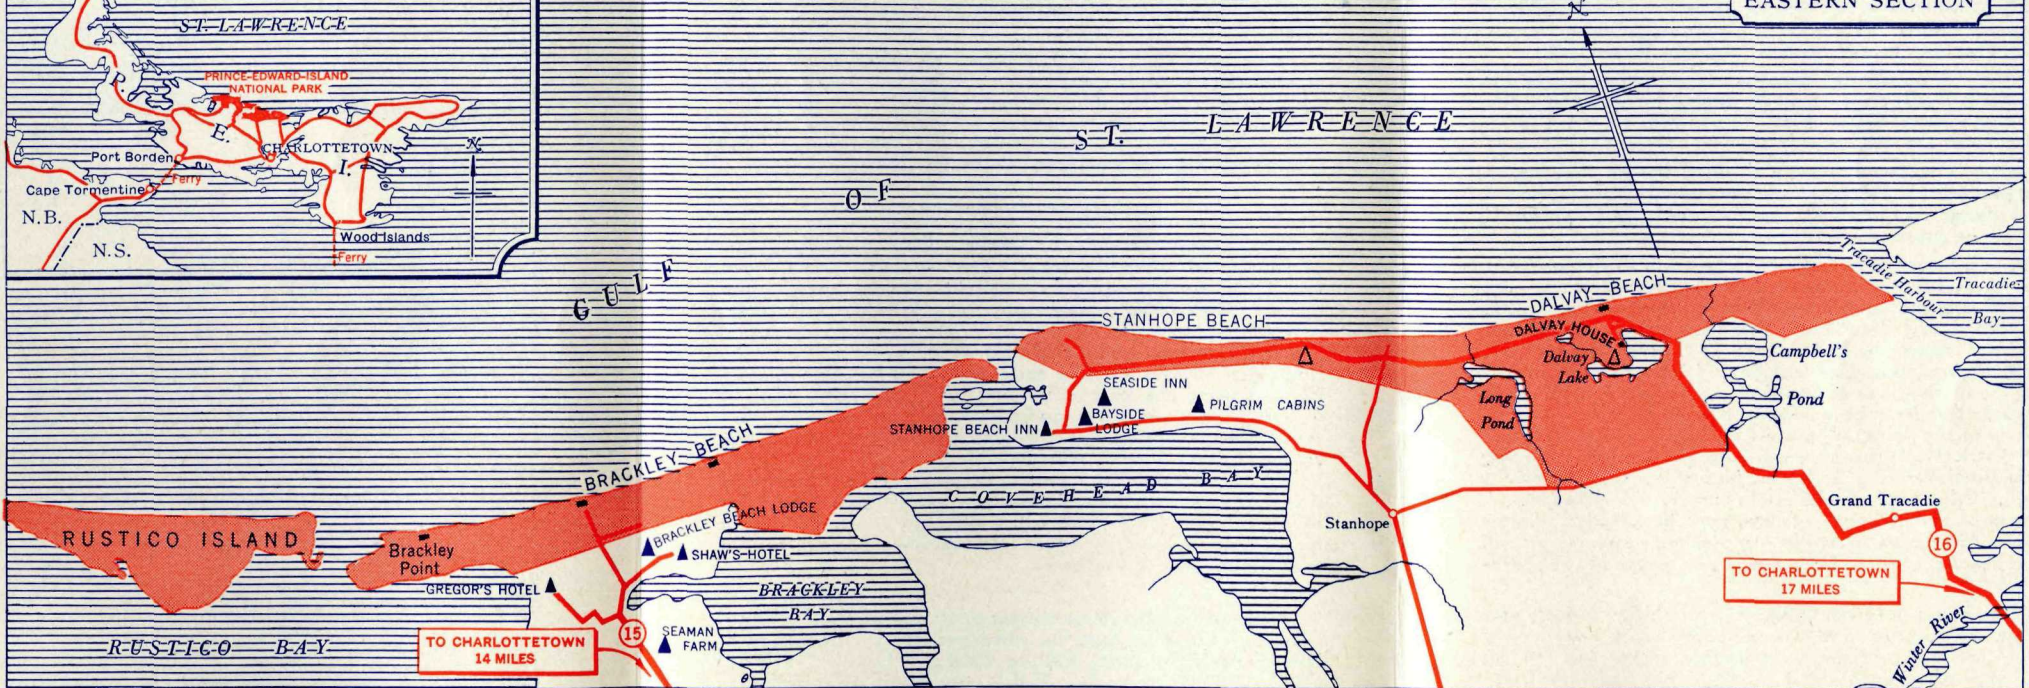 EASTERN SECTION
ST. LAWRENCE
P.
E.
I.
PRINCE EDWARD ISLAND
NATIONAL PARK
CHARLOTTETOWN
Port Borden
Ferry
Cape Tormentine
N.B.
N.S.
Wood Islands
Ferry
N
N
GULF
OF
ST.
LAWRENCE
Tracadie Harbour
Tracadie
Bay
DALVAY BEACH
DALVAY HOUSE
Dalvay
Lake
Campbell's
Pond
Long
Pond
STANHOPE BEACH
SEASIDE INN
BAYSIDE
LODGE
PILGRIM CABINS
STANHOPE BEACH INN
COVEHEAD BAY
Stanhope
Grand Tracadie
16
TO CHARLOTTETOWN
17 MILES
Winter River
BRACKLEY BEACH
BRACKLEY BEACH LODGE
SHAW'S HOTEL
Brackley
Point
GREGOR'S HOTEL
BRACKLEY
BAY
RUSTICO ISLAND
RUSTICO BAY
15
TO CHARLOTTETOWN
14 MILES
SEAMAN
FARM